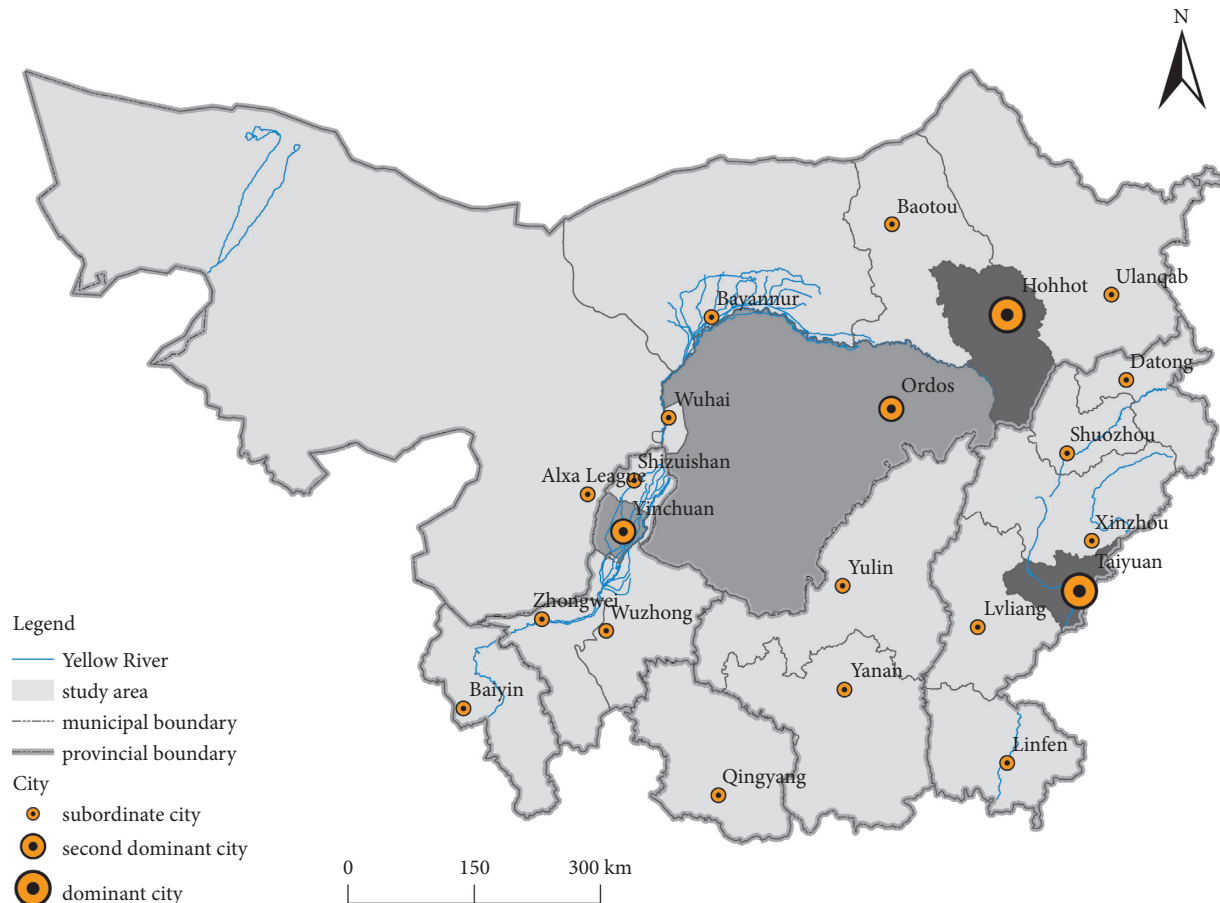 N
Baotou
Hohhot
Ulanqab
Bayannur
Datong
Ordos
Wuhai
Shuozhou
Shizuishan
Alxa League
Yinchuan
Xinzhou
Taiyuan
Yulin
Zhongwei
Wuzhong
Lvliang
Legend
Yellow River
study area
municipal boundary
provincial boundary
Baiyin
Yanan
Linfen
Qingyang
City
subordinate city
second dominant city
dominant city
0 150 300 km